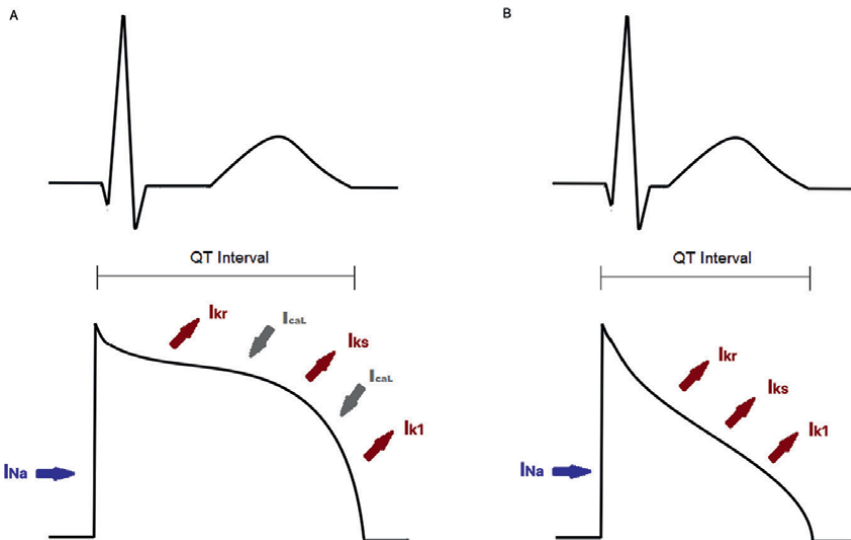 A
B
QT Interval
QT Interval
Ikr
IcaL
Iks
IcaL
Ik1
INa
Ikr
Iks
Ik1
INa